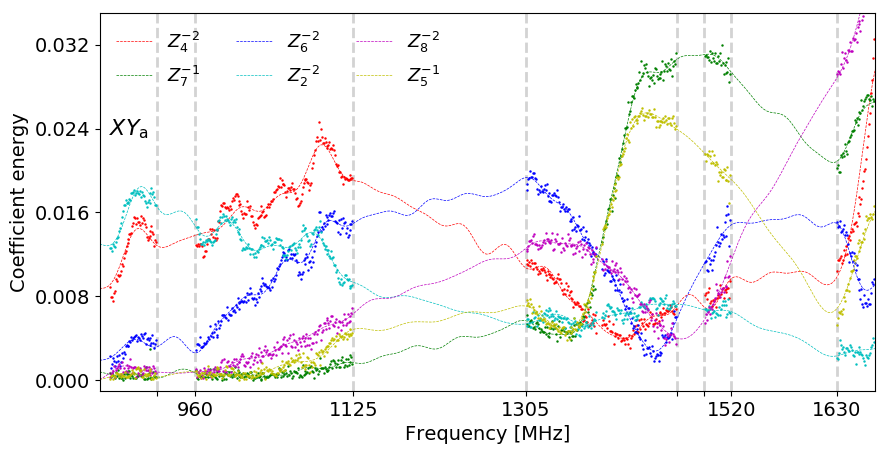 0.032
0.024
0.016
0.008
0.000
Coefficient energy
Z₄⁻² Z₆⁻² Z₈⁻²
Z₇⁻¹ Z₂⁻² Z₅⁻¹
XYₐ
960 1125 1305 1520 1630
Frequency [MHz]